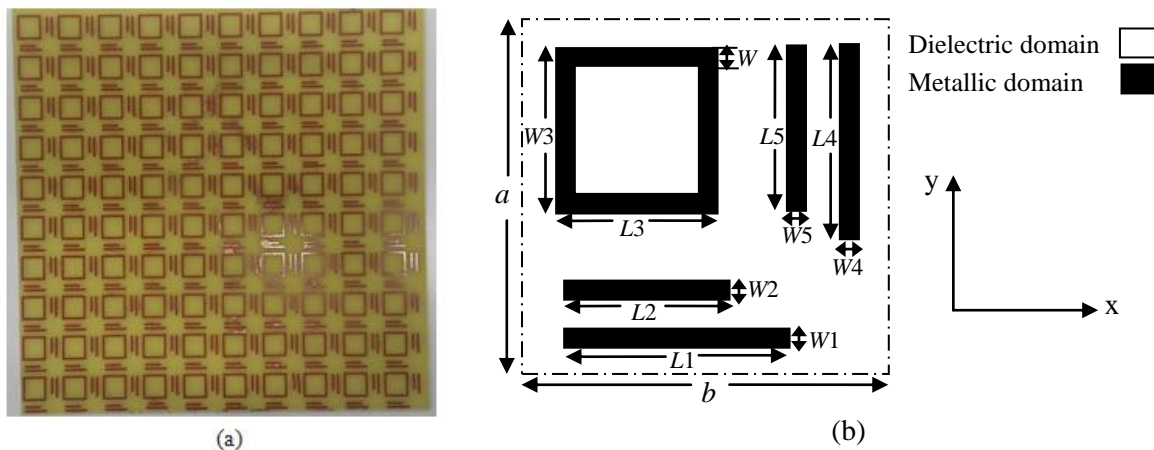 W
Dielectric domain
Metallic domain
W3
L5
L4
y
a
L3
W5
W4
x
W2
L2
W1
L1
b
(a)
(b)